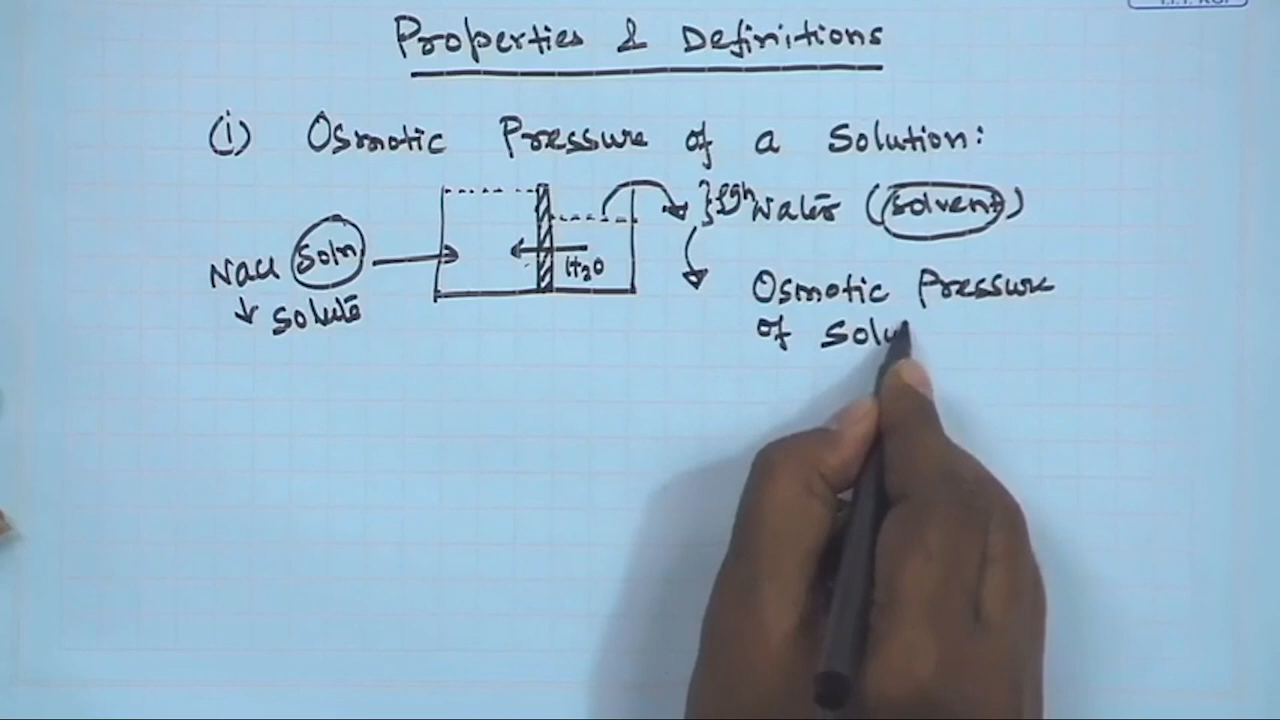 Properties & Definitions
(i) Osmotic Pressure of a Solution:
}ρgh Water (solvent)
NaCl Soln
↓ Solute
H₂O
Osmotic Pressure
of Solu